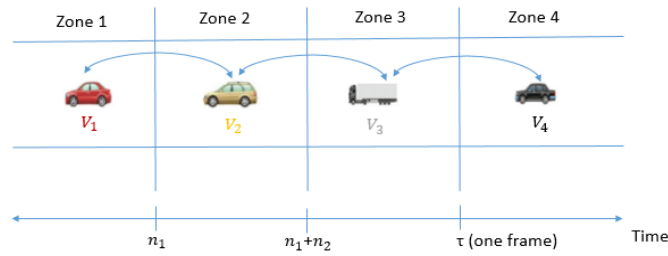 Zone 1 Zone 2 Zone 3 Zone 4
V₁ V₂ V₃ V₄
n₁ n₁+n₂ τ (one frame) Time